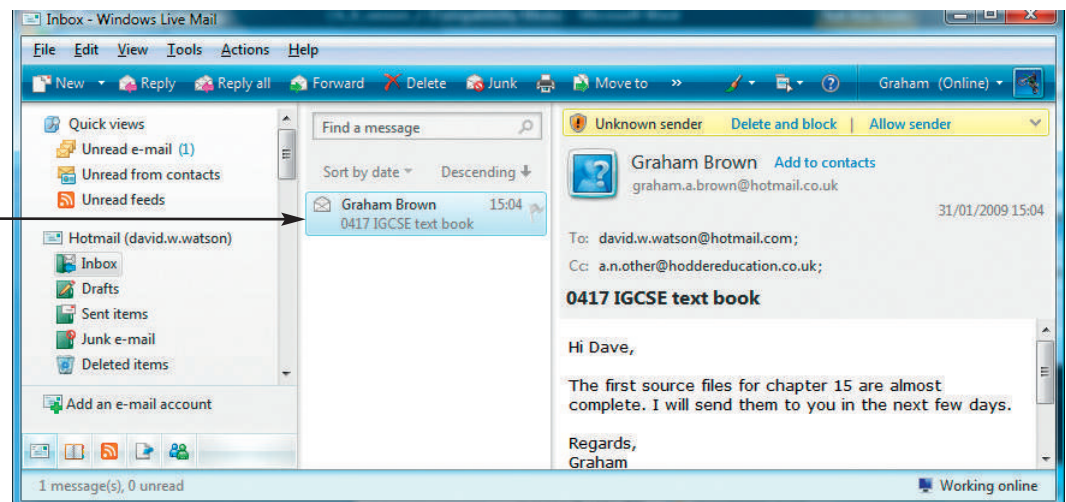 Inbox - Windows Live Mail
File Edit View Tools Actions Help
New Reply Reply all Forward Delete Junk Move to » Graham (Online)
Quick views
Unread e-mail (1)
Unread from contacts
Unread feeds
Hotmail (david.w.watson)
Inbox
Drafts
Sent items
Junk e-mail
Deleted items
Add an e-mail account
Find a message
Sort by date Descending
Graham Brown 15:04
0417 IGCSE text book
Unknown sender Delete and block | Allow sender
Graham Brown Add to contacts
graham.a.brown@hotmail.co.uk
31/01/2009 15:04
To: david.w.watson@hotmail.com;
Cc: a.n.other@hoddereducation.co.uk;
0417 IGCSE text book
Hi Dave,
The first source files for chapter 15 are almost
complete. I will send them to you in the next few days.
Regards,
Graham
1 message(s), 0 unread
Working online